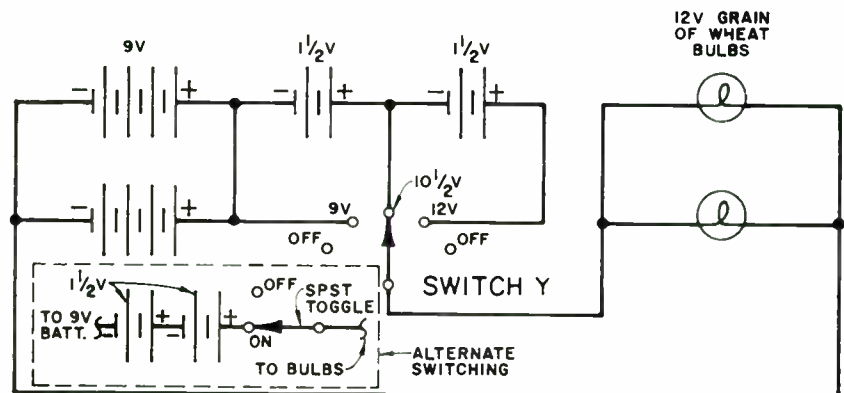 9V
1½V
1½V
12V GRAIN
OF WHEAT
BULBS
- +
- +
- +
- +
10½V
9V
12V
OFF
OFF
SWITCH Y
1½V
OFF
SPST
TOGGLE
TO 9V
BATT.
- + - +
ON
TO BULBS
ALTERNATE
SWITCHING